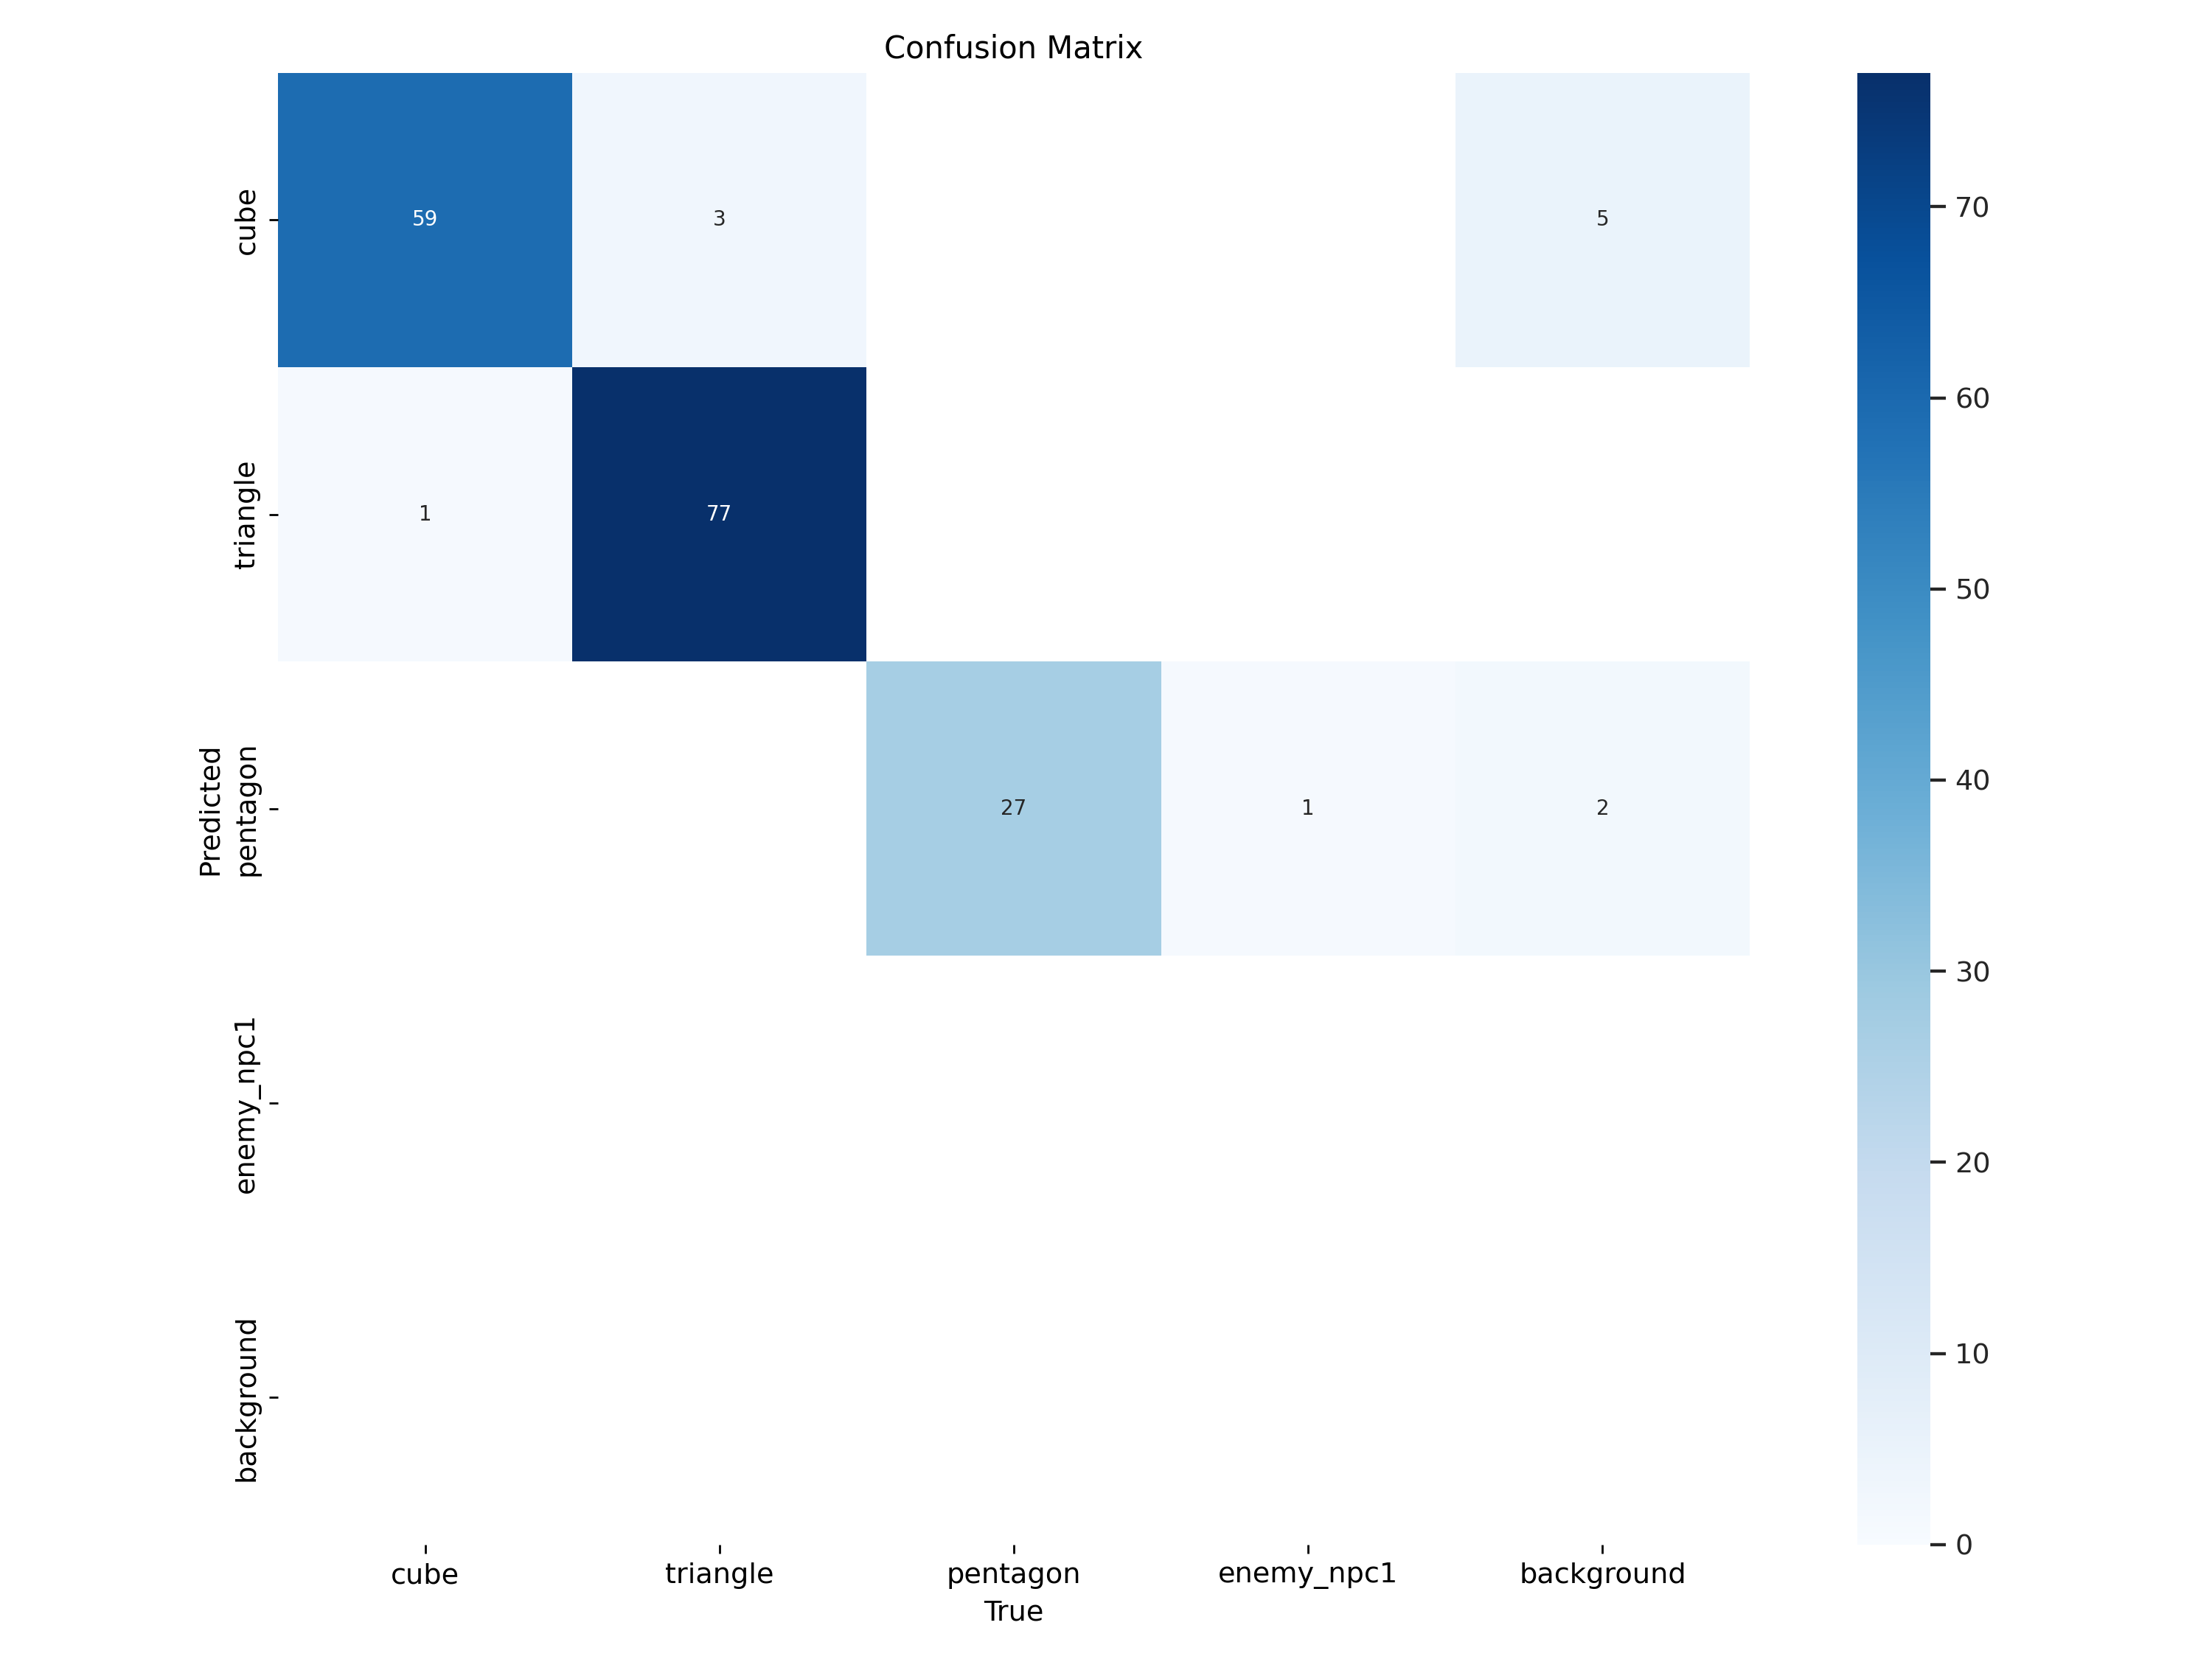 Confusion Matrix
cube
59
3
5
70
60
triangle
1
77
50
40
Predicted
pentagon
27
1
2
30
enemy_npc1
20
10
background
0
cube
triangle
pentagon
enemy_npc1
background
True